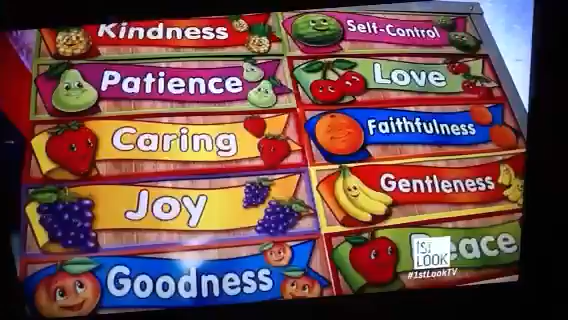 Kindness
Self-Control
Patience
Love
Caring
Faithfulness
Joy
Gentleness
Goodness
Peace
1st
LOOK
#1stLookTV